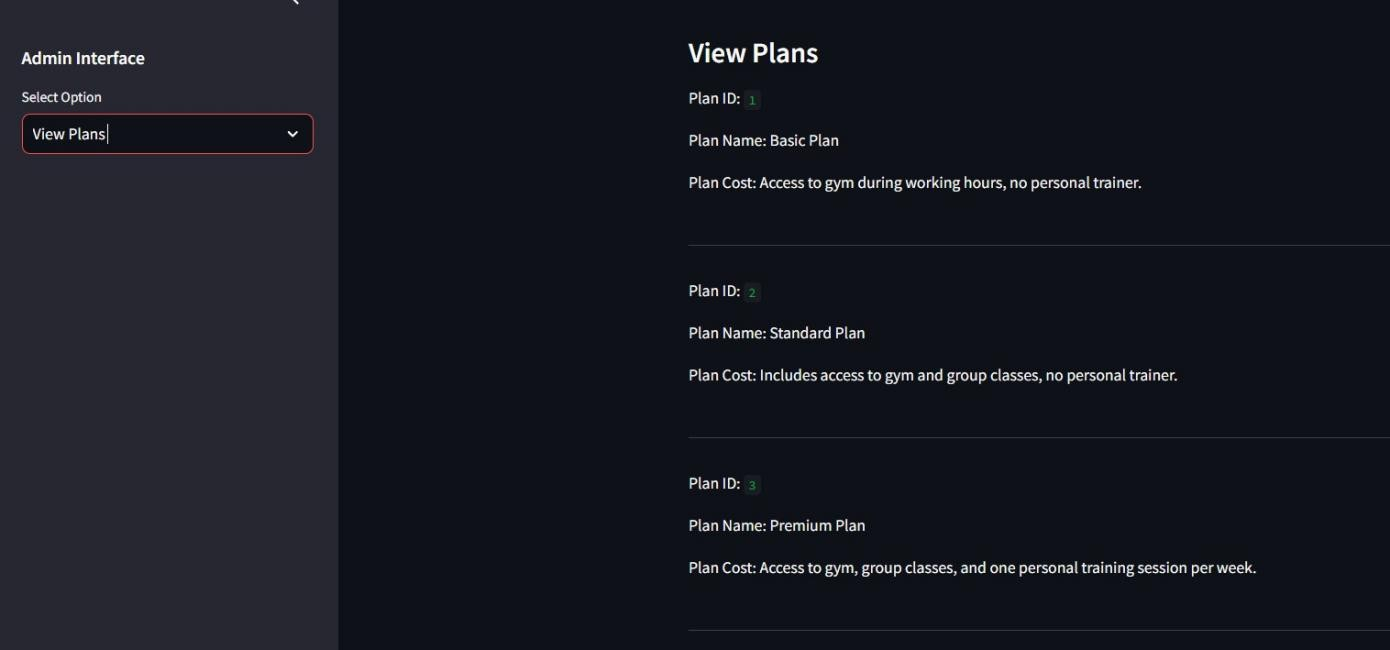 Admin Interface
Select Option
View Plans
View Plans
Plan ID: 1
Plan Name: Basic Plan
Plan Cost: Access to gym during working hours, no personal trainer.
Plan ID: 2
Plan Name: Standard Plan
Plan Cost: Includes access to gym and group classes, no personal trainer.
Plan ID: 3
Plan Name: Premium Plan
Plan Cost: Access to gym, group classes, and one personal training session per week.